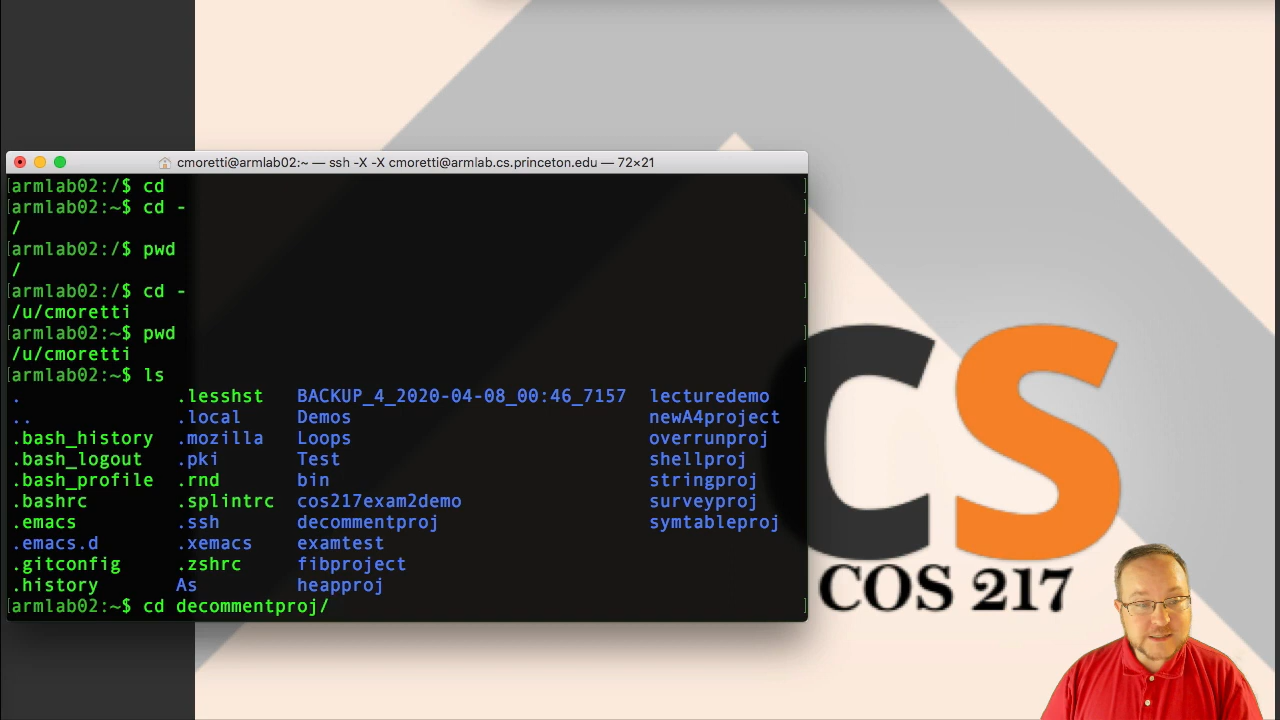 cmoretti@armlab02:~ — ssh -X -X cmoretti@armlab.cs.princeton.edu — 72×21
[armlab02:/$ cd ]
[armlab02:~$ cd - ]
/
[armlab02:/$ pwd ]
/
[armlab02:/$ cd - ]
/u/cmoretti
[armlab02:~$ pwd ]
/u/cmoretti
[armlab02:~$ ls ]
. .lesshst BACKUP_4_2020-04-08_00:46_7157 lecturedemo
.. .local Demos newA4project
.bash_history .mozilla Loops overrunproj
.bash_logout .pki Test shellproj
.bash_profile .rnd bin stringproj
.bashrc .splintrc cos217exam2demo surveyproj
.emacs .ssh decommentproj symtableproj
.emacs.d .xemacs examtest
.gitconfig .zshrc fibproject
.history As heapproj
[armlab02:~$ cd decommentproj/ ]
CS
COS 217